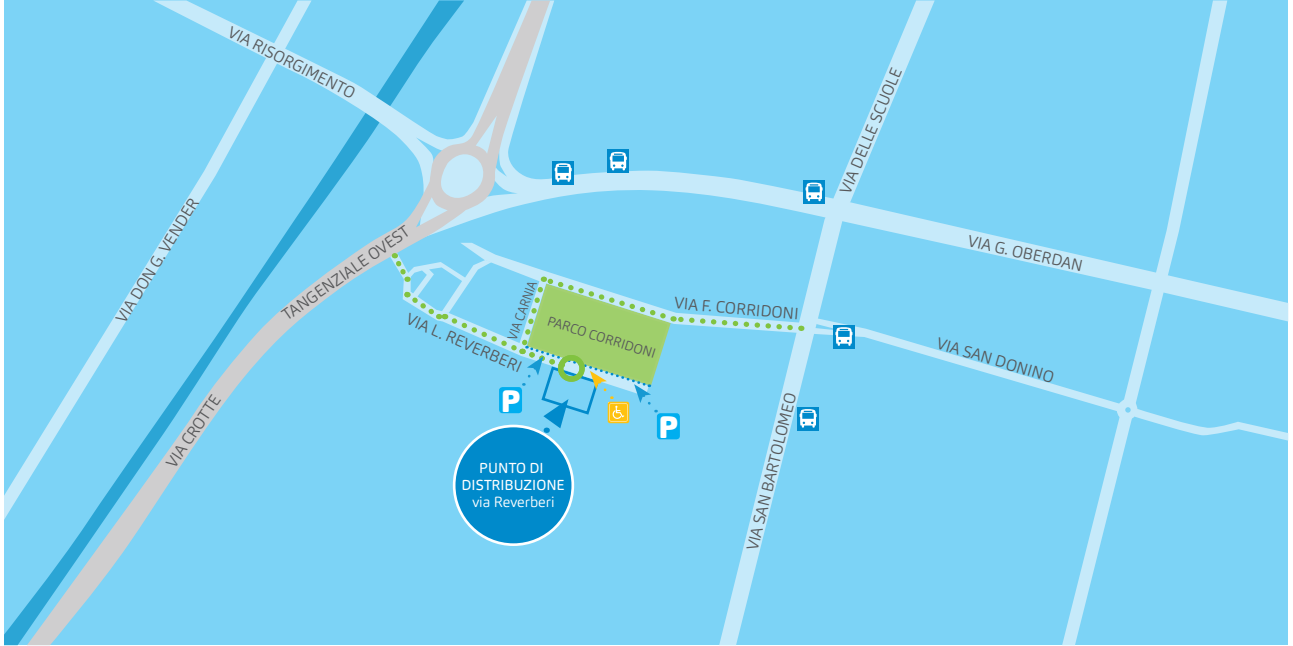 VIA RISORGIMENTO
VIA DELLE SCUOLE
VIA DON G. VENDER
TANGENZIALE OVEST
VIA G. OBERDAN
VIA CARNIA
VIA F. CORRIDONI
PARCO CORRIDONI
VIA L. REVERBERI
VIA SAN DONINO
P
P
VIA CROTTE
VIA SAN BARTOLOMEO
PUNTO DI
DISTRIBUZIONE
via Reverberi